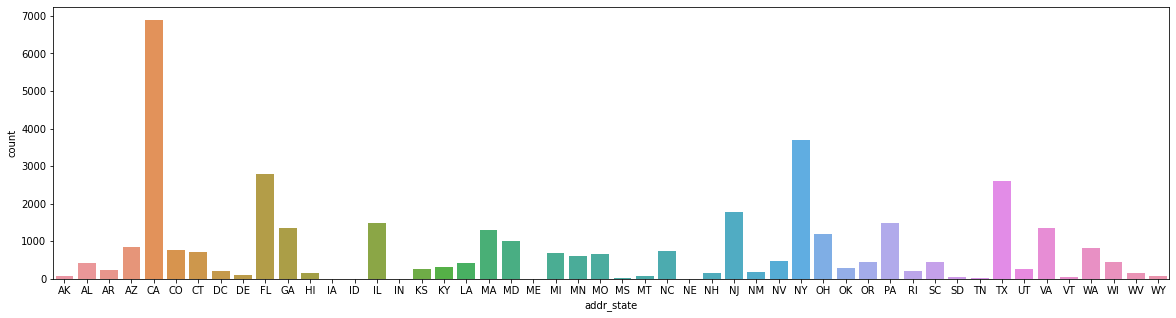 7000
6000
5000
4000
3000
2000
1000
0
count
AK AL AR AZ CA CO CT DC DE FL GA HI IA ID IL IN KS KY LA MA MD ME MI MN MO MS MT NC NE NH NJ NM NV NY OH OK OR PA RI SC SD TN TX UT VA VT WA WI WV WY
addr_state